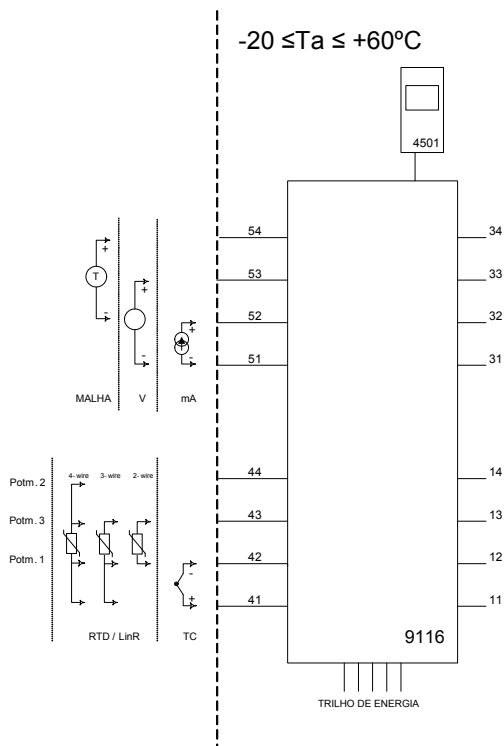 -20 ≤Ta ≤ +60ºC
4501
54
34
+
T
53
33
+
-
52
32
+
-
-
51
31
MALHA
V
mA
44
14
4- wire
3- wire
2- wire
Potm. 2
43
13
Potm. 3
42
12
Potm. 1
-
+
41
11
RTD / LinR
TC
9116
TRILHO DE ENERGIA